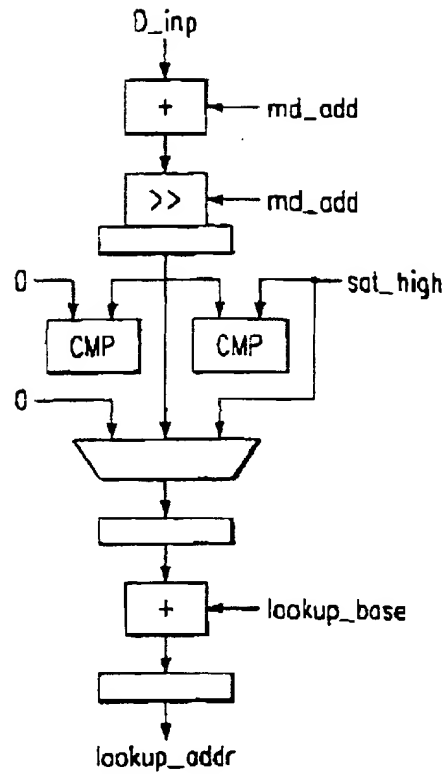 D_inp
+
md_add
>>
md_add
0
sat_high
CMP
CMP
0
+
lookup_base
lookup_addr